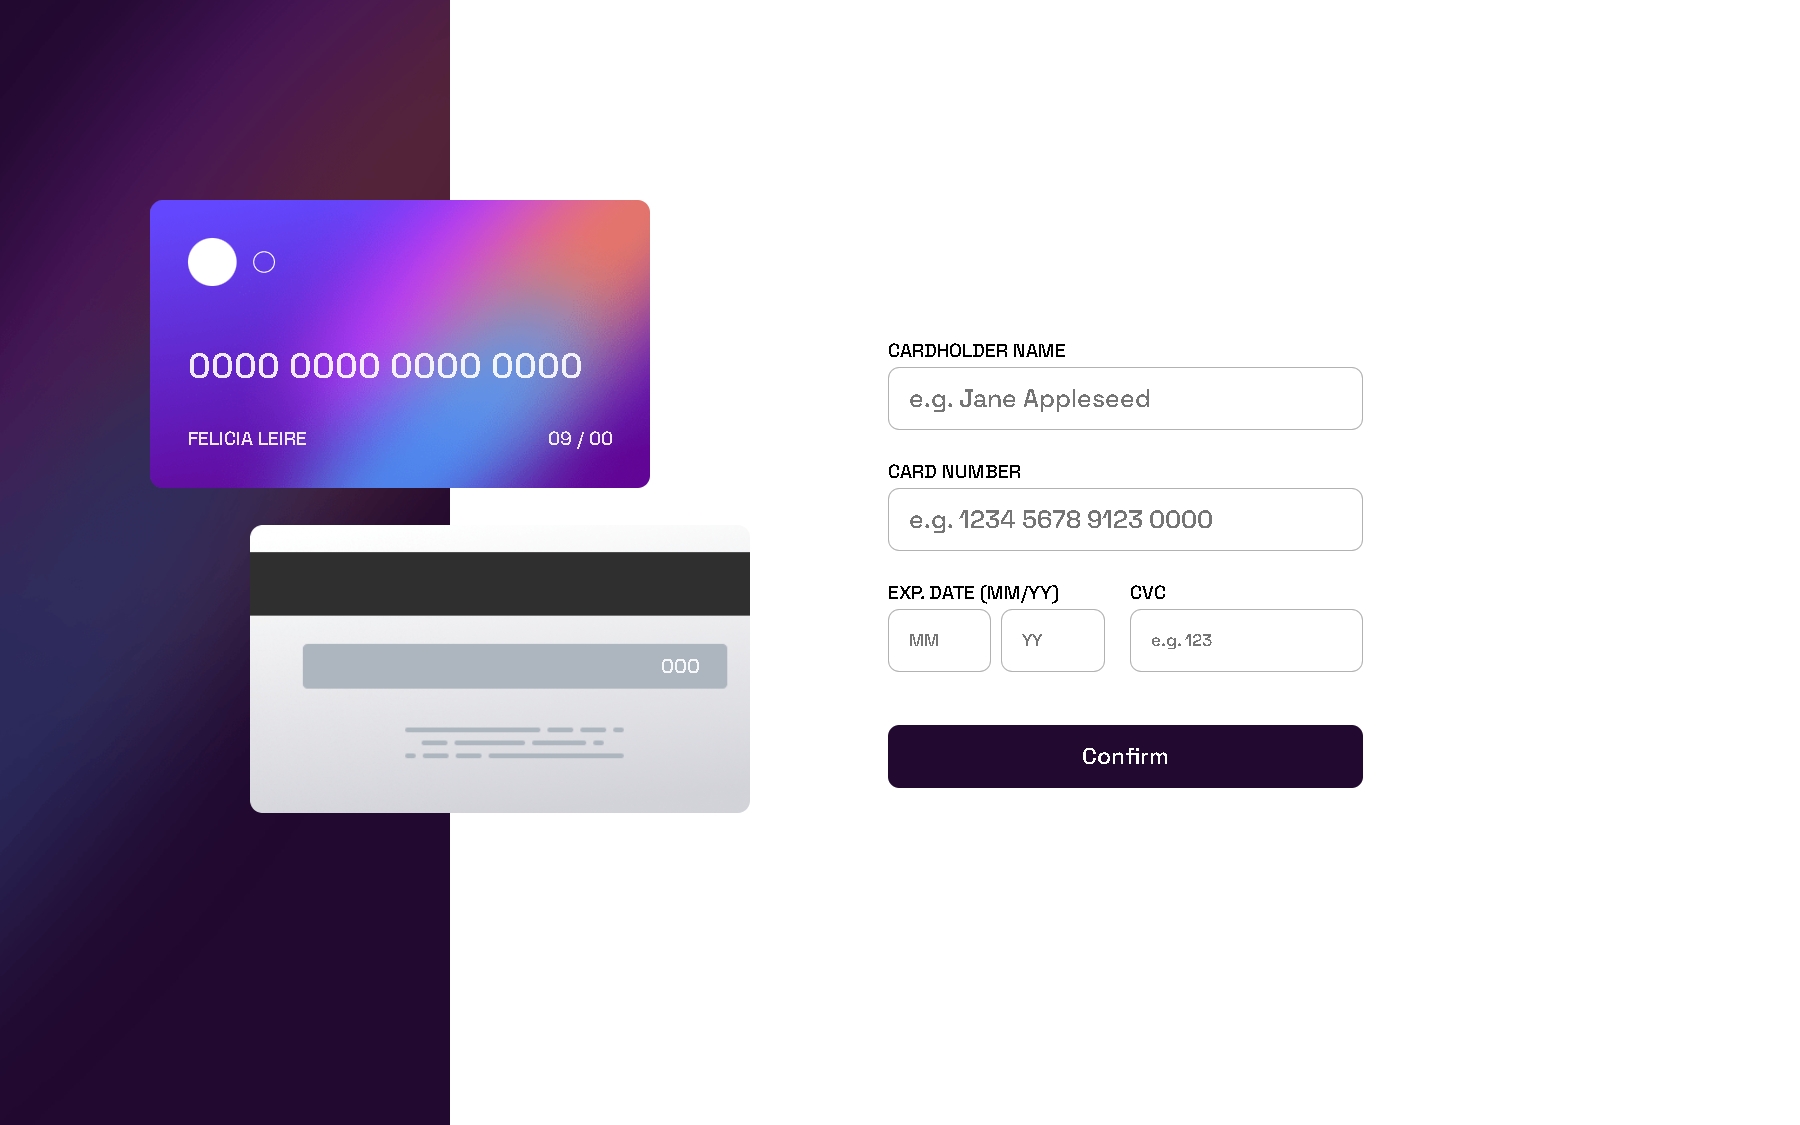 0000 0000 0000 0000
FELICIA LEIRE 09 / 00
000
CARDHOLDER NAME
e.g. Jane Appleseed
CARD NUMBER
e.g. 1234 5678 9123 0000
EXP. DATE (MM/YY) CVC
MM YY e.g. 123
Confirm